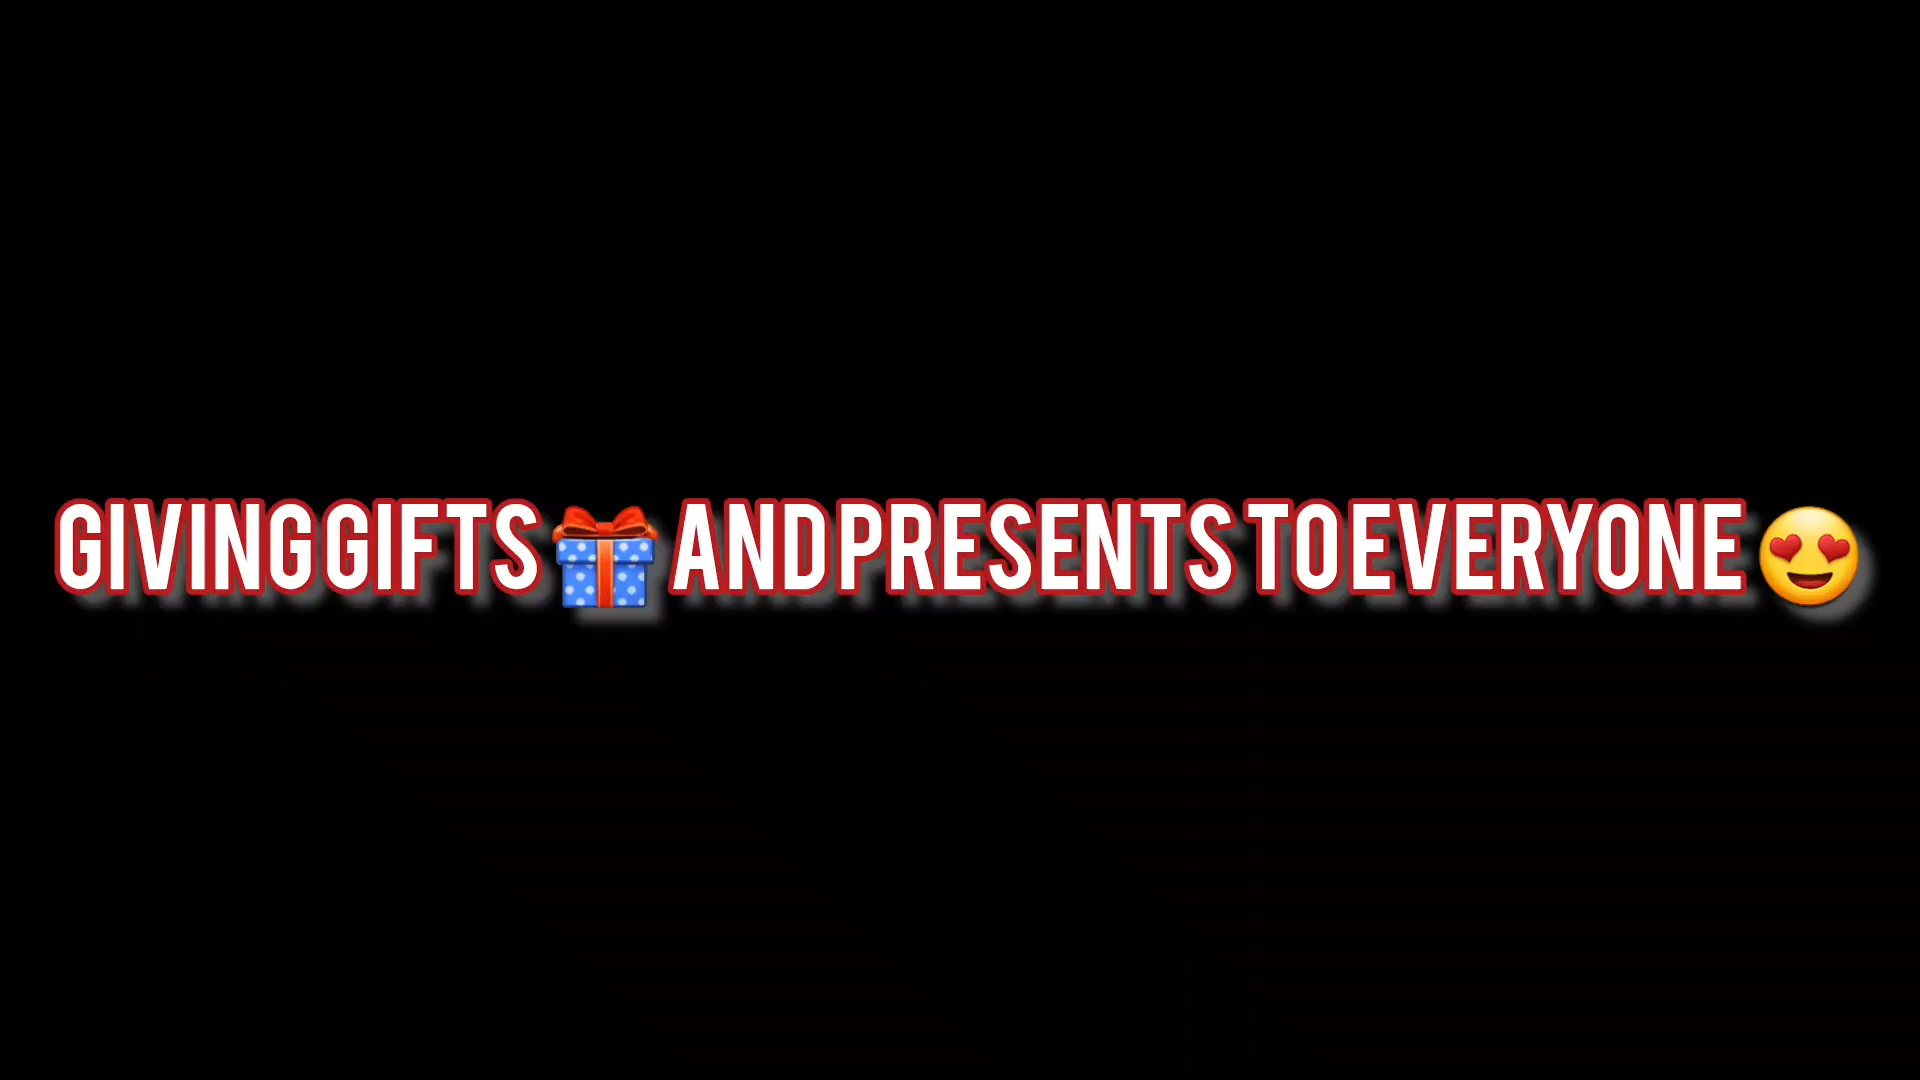 GIVING GIFTS 🎁 AND PRESENTS TO EVERYONE 😍